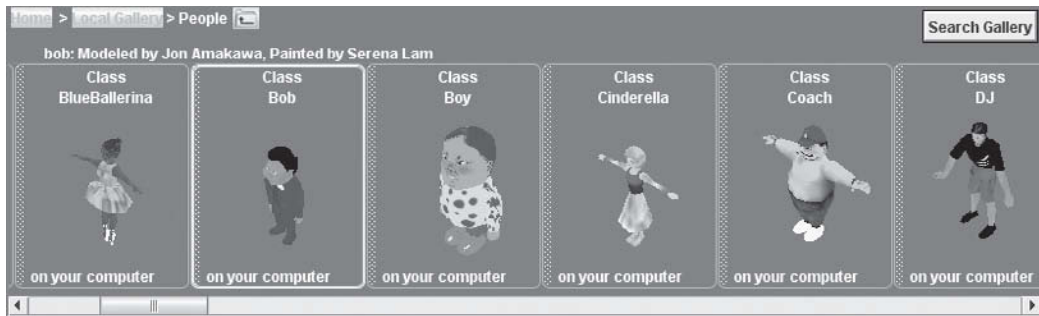 Home > Local Gallery > People
Search Gallery
bob: Modeled by Jon Amakawa, Painted by Serena Lam
Class
BlueBallerina
on your computer
Class
Bob
on your computer
Class
Boy
on your computer
Class
Cinderella
on your computer
Class
Coach
on your computer
Class
DJ
on your computer